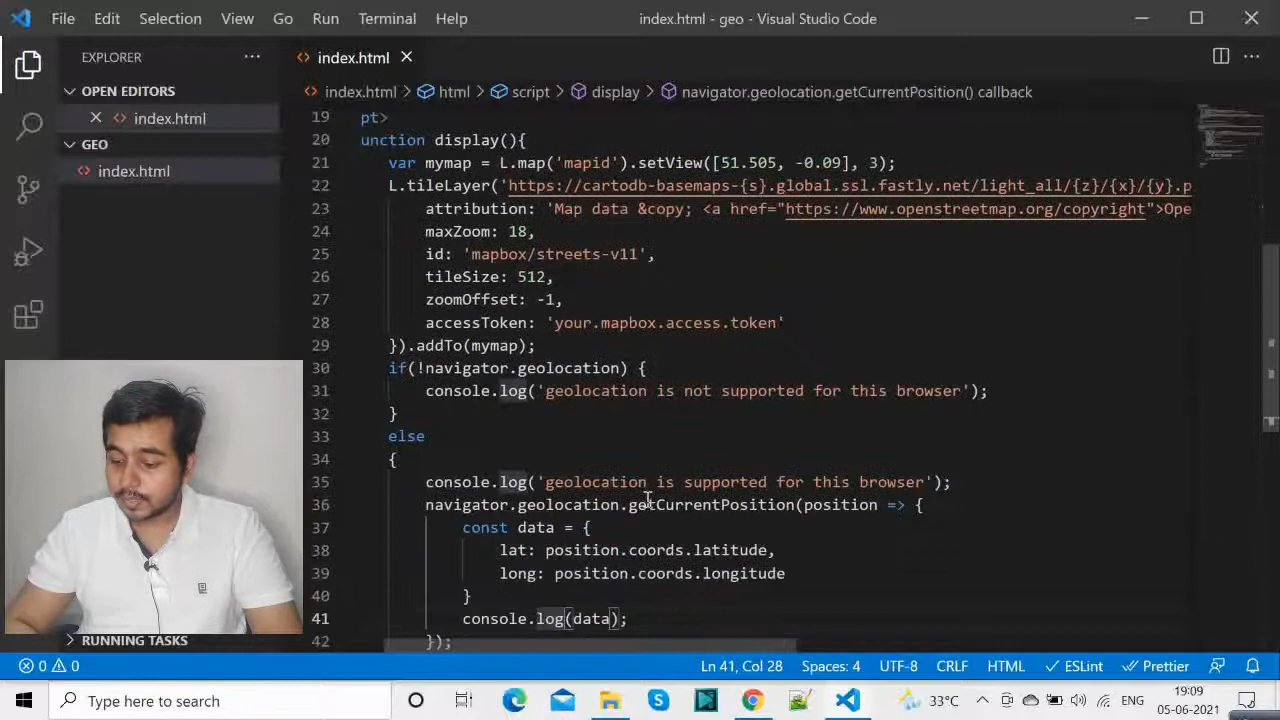 File Edit Selection View Go Run Terminal Help index.html - geo - Visual Studio Code
EXPLORER
index.html
OPEN EDITORS
index.html > html > script > display > navigator.geolocation.getCurrentPosition() callback
index.html
GEO
index.html
19 pt>
20 unction display(){
21 var mymap = L.map('mapid').setView([51.505, -0.09], 3);
22 L.tileLayer('https://cartodb-basemaps-{s}.global.ssl.fastly.net/light_all/{z}/{x}/{y}.p
23 attribution: 'Map data &copy; <a href="https://www.openstreetmap.org/copyright">Ope
24 maxZoom: 18,
25 id: 'mapbox/streets-v11',
26 tileSize: 512,
27 zoomOffset: -1,
28 accessToken: 'your.mapbox.access.token'
29 }).addTo(mymap);
30 if(!navigator.geolocation) {
31 console.log('geolocation is not supported for this browser');
32 }
33 else
34 {
35 console.log('geolocation is supported for this browser');
36 navigator.geolocation.getCurrentPosition(position => {
37 const data = {
38 lat: position.coords.latitude,
39 long: position.coords.longitude
40 }
41 console.log(data);
42 });
RUNNING TASKS
0 0 Ln 41, Col 28 Spaces: 4 UTF-8 CRLF HTML ESLint Prettier
Type here to search
33°C ENG
19:09
05-06-2021